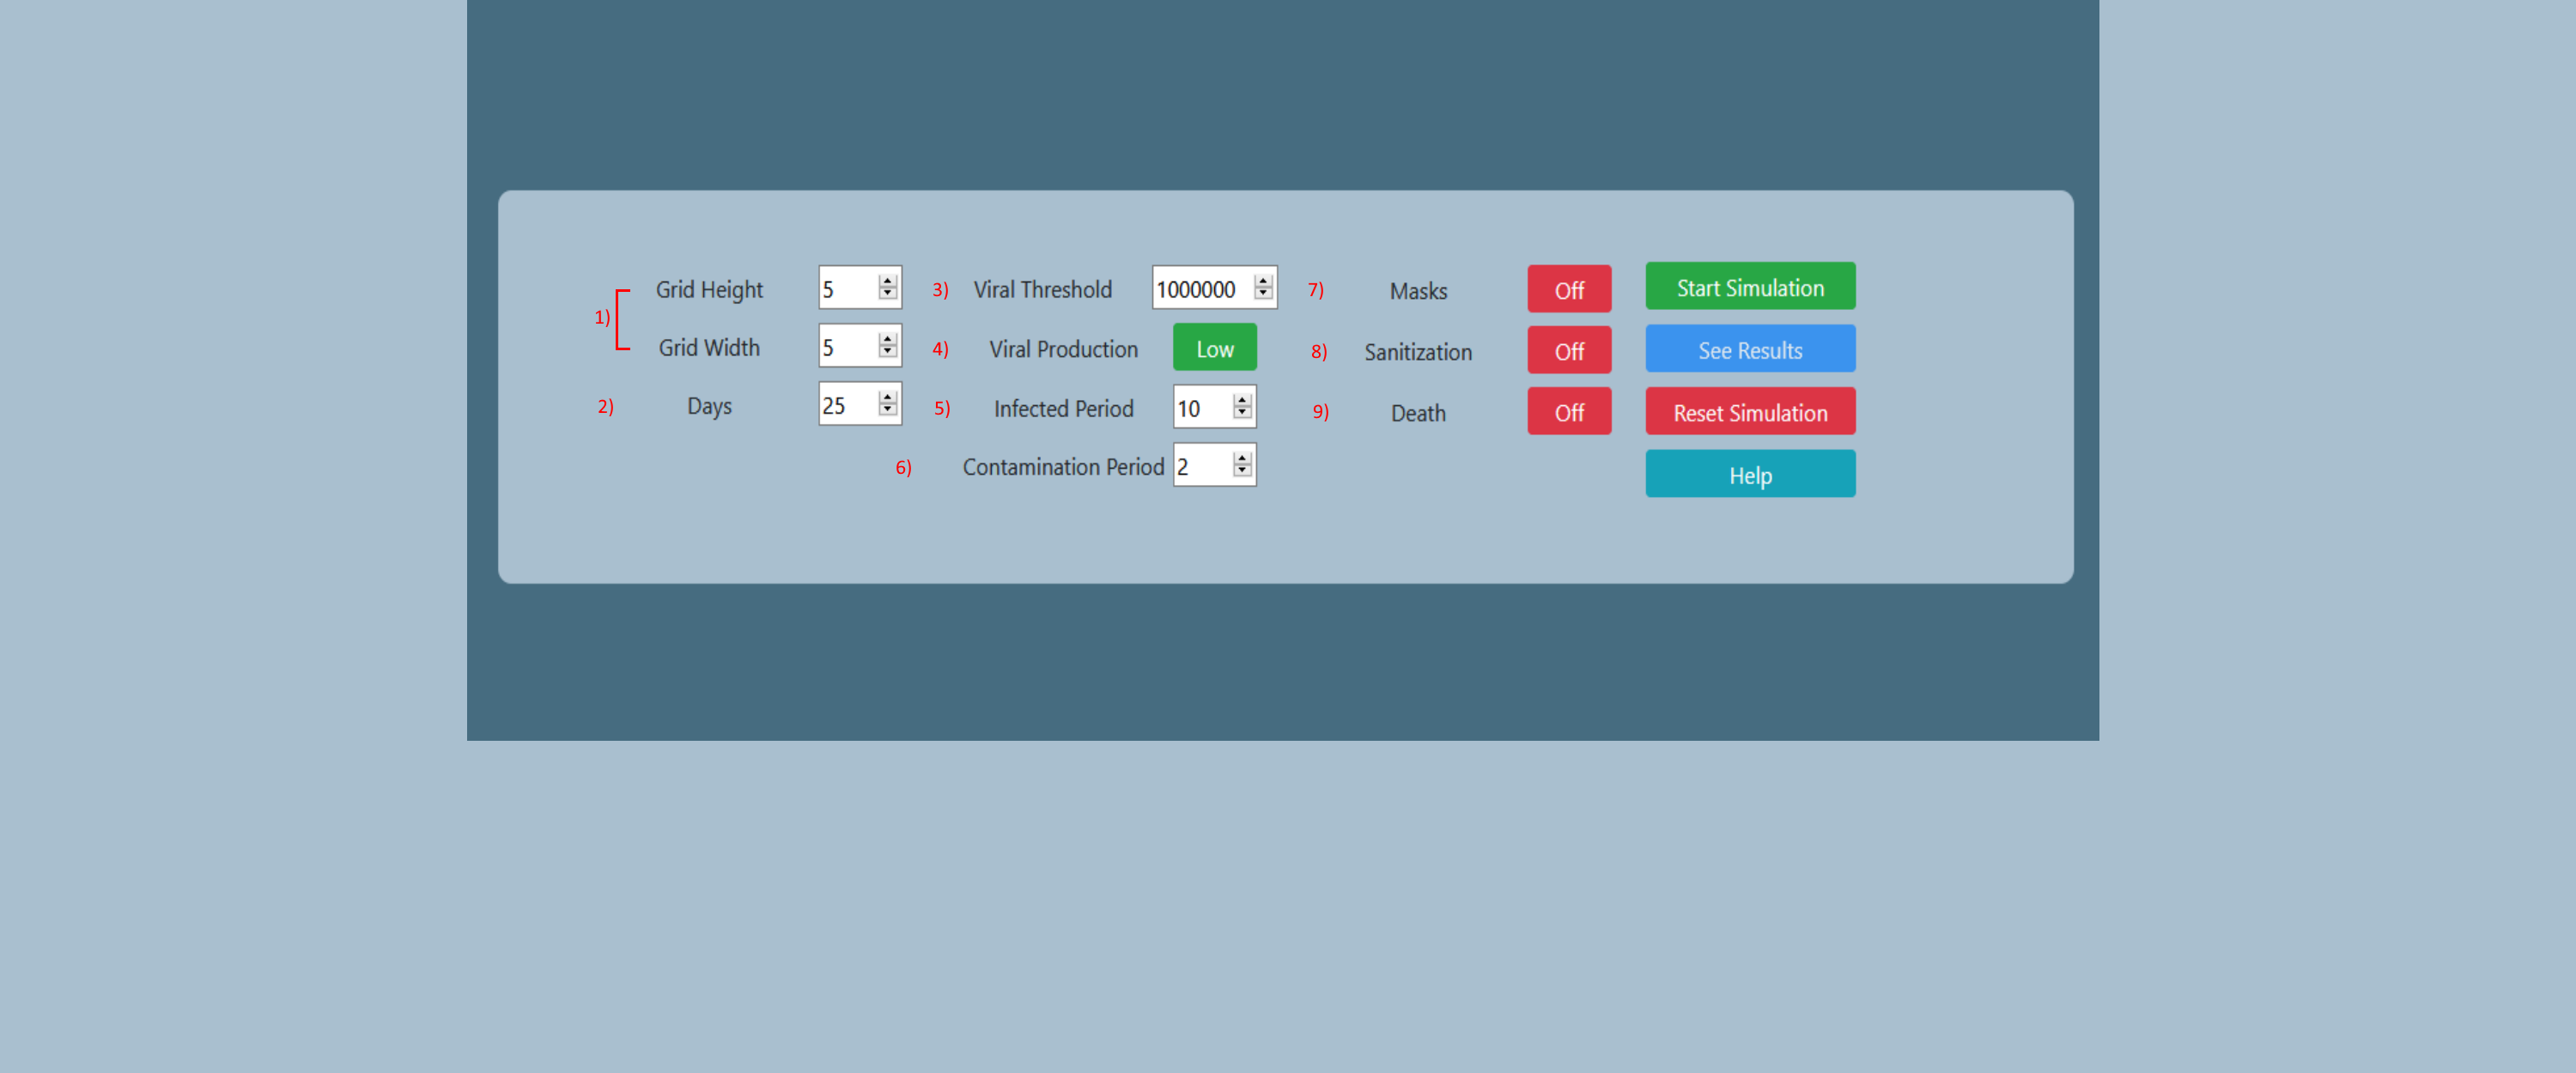 1)
Grid Height 5
Grid Width 5
2) Days 25
3) Viral Threshold 1000000
4) Viral Production Low
5) Infected Period 10
6) Contamination Period 2
7) Masks Off
8) Sanitization Off
9) Death Off
Start Simulation
See Results
Reset Simulation
Help